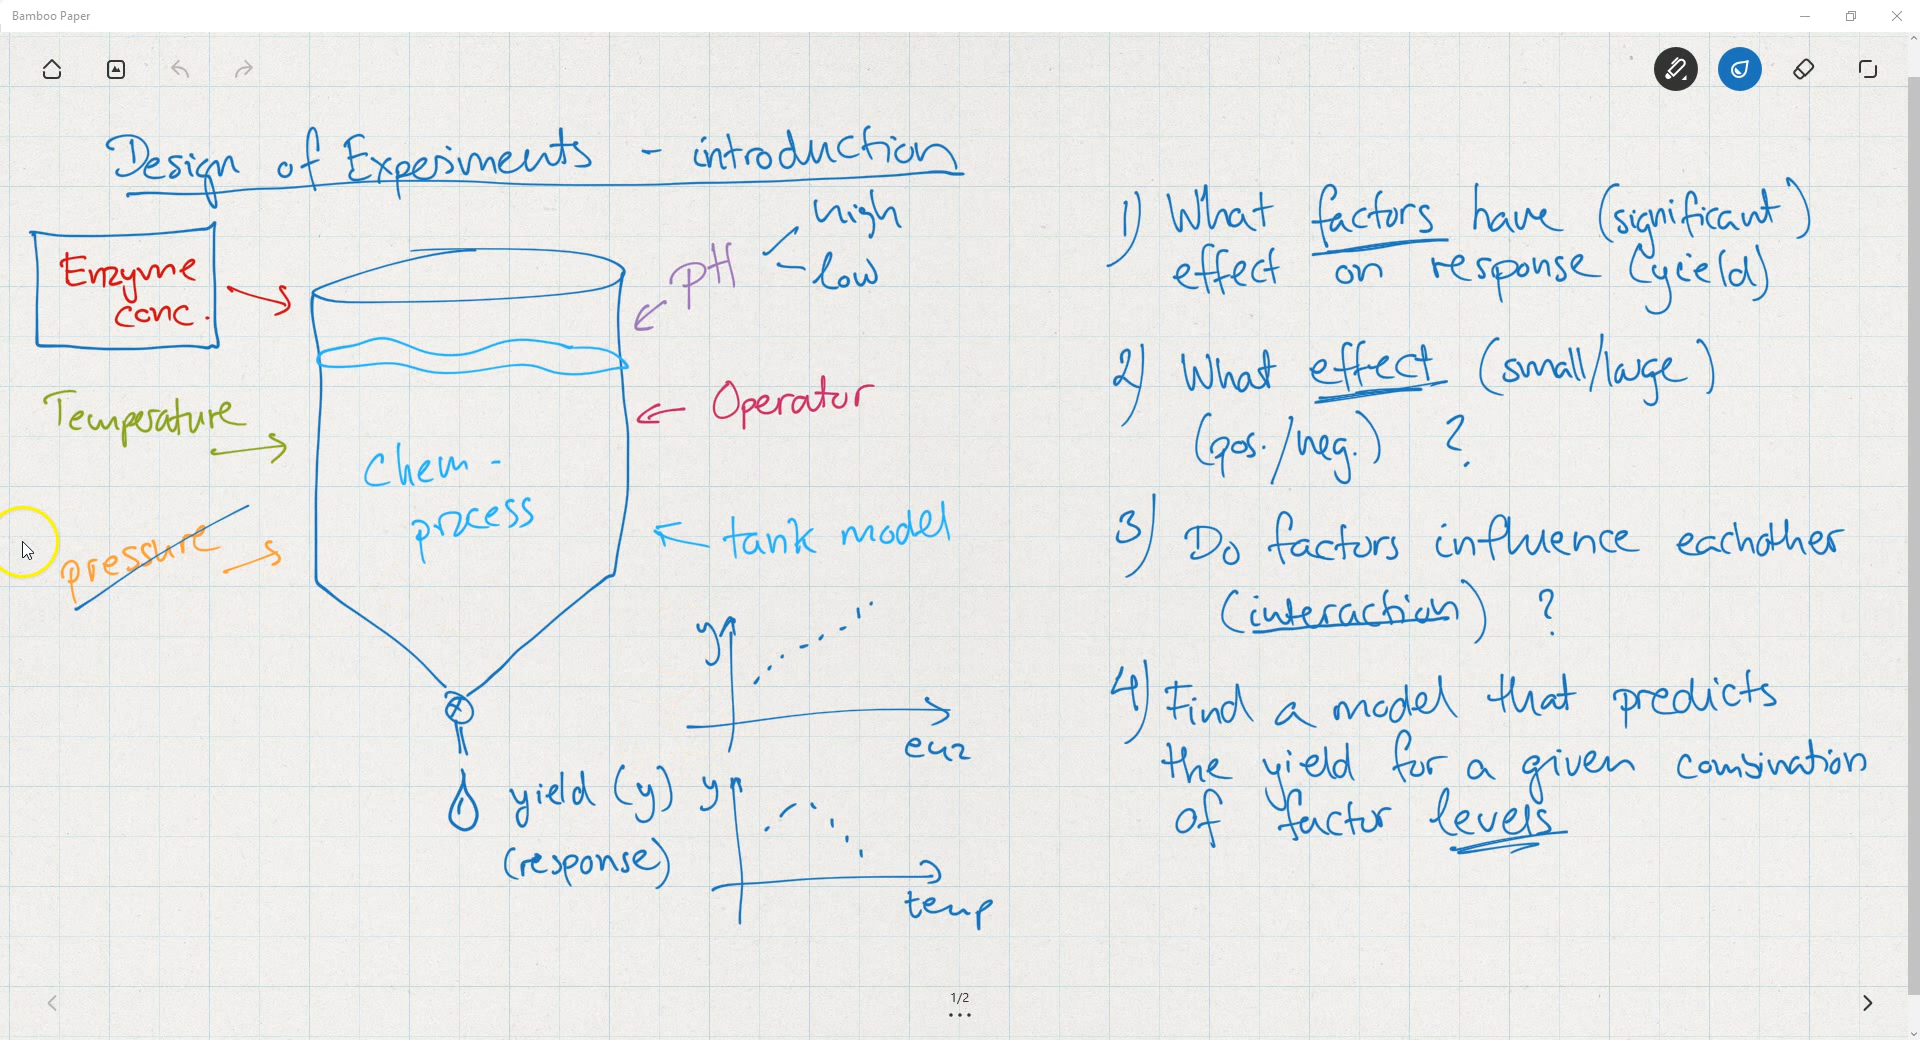 Bamboo Paper
Design of Experiments - introduction
Enzyme
conc.
Temperature
pressure
Chem -
process
pH
high
low
Operator
tank model
y
enz
yield (y)
(response)
y
temp
1) What factors have (significant)
effect on response (yield)
2) What effect (small/large)
(pos./neg.) ?
3) Do factors influence eachother
(interaction) ?
4) Find a model that predicts
the yield for a given combination
of factor levels
1/2